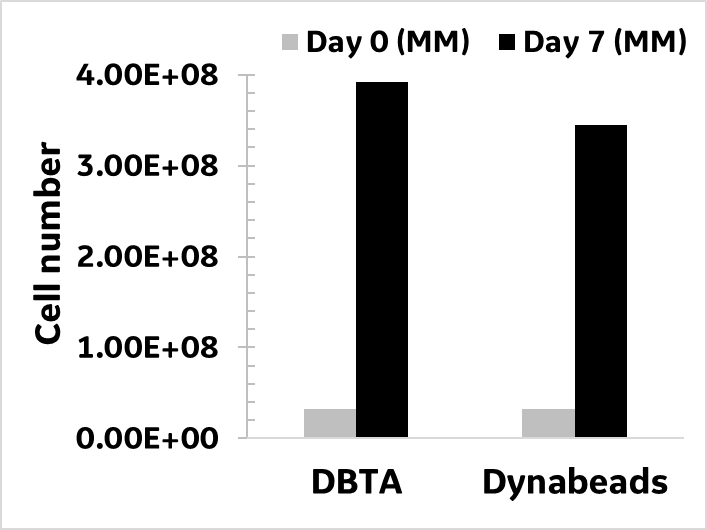 Day 0 (MM) Day 7 (MM)
4.00E+08
3.00E+08
2.00E+08
1.00E+08
0.00E+00
Cell number
DBTA Dynabeads